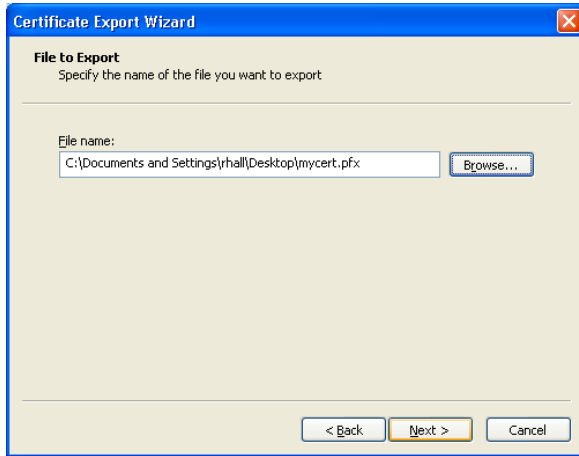 Certificate Export Wizard
File to Export
Specify the name of the file you want to export
File name:
C:\Documents and Settings\rhall\Desktop\mycert.pfx
Browse...
< Back
Next >
Cancel